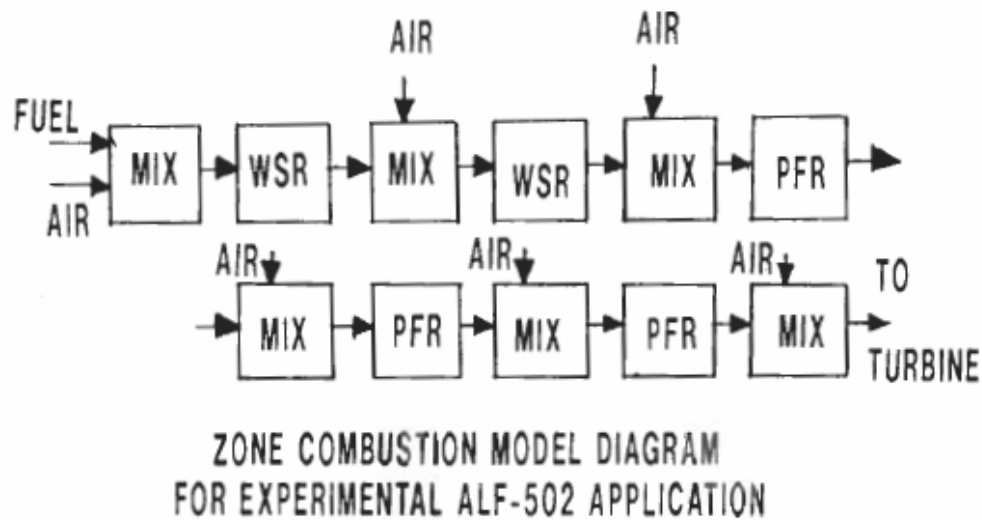 AIR AIR
FUEL
MIX WSR MIX WSR MIX PFR
AIR
AIR AIR AIR TO
MIX PFR MIX PFR MIX
TURBINE
ZONE COMBUSTION MODEL DIAGRAM
FOR EXPERIMENTAL ALF-502 APPLICATION